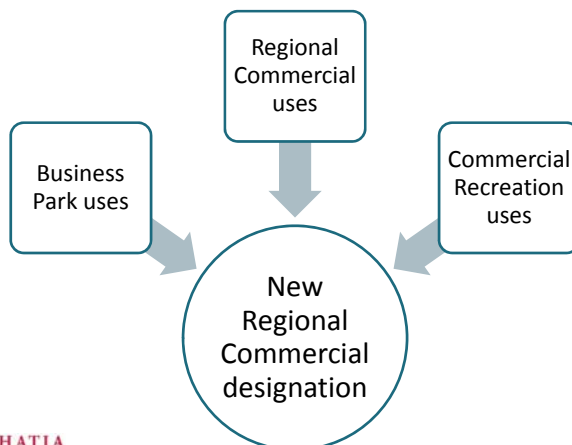 Regional
Commercial
uses
Business
Park uses
Commercial
Recreation
uses
New
Regional
Commercial
designation